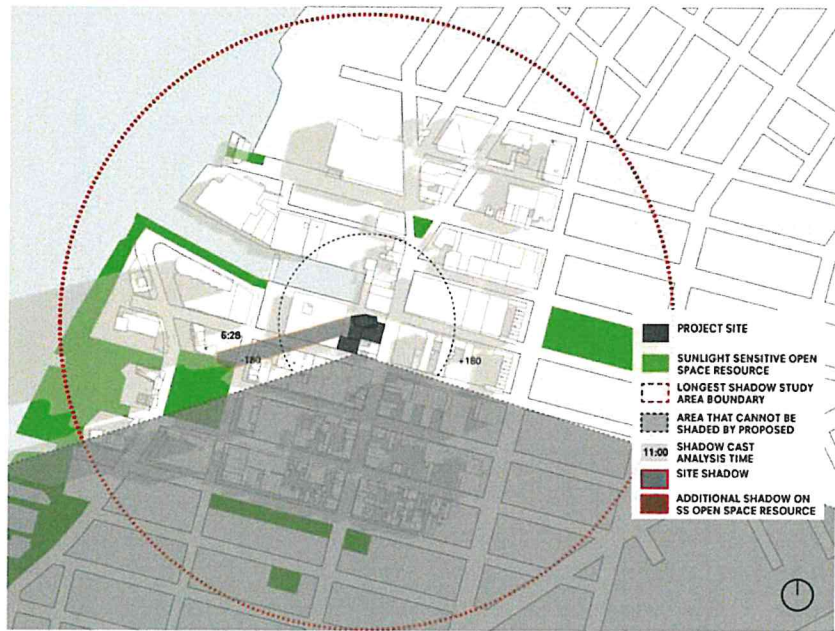 6:28
-180
+180
PROJECT SITE
SUNLIGHT SENSITIVE OPEN
SPACE RESOURCE
LONGEST SHADOW STUDY
AREA BOUNDARY
AREA THAT CANNOT BE
SHADED BY PROPOSED
11:00
SHADOW CAST
ANALYSIS TIME
SITE SHADOW
ADDITIONAL SHADOW ON
SS OPEN SPACE RESOURCE